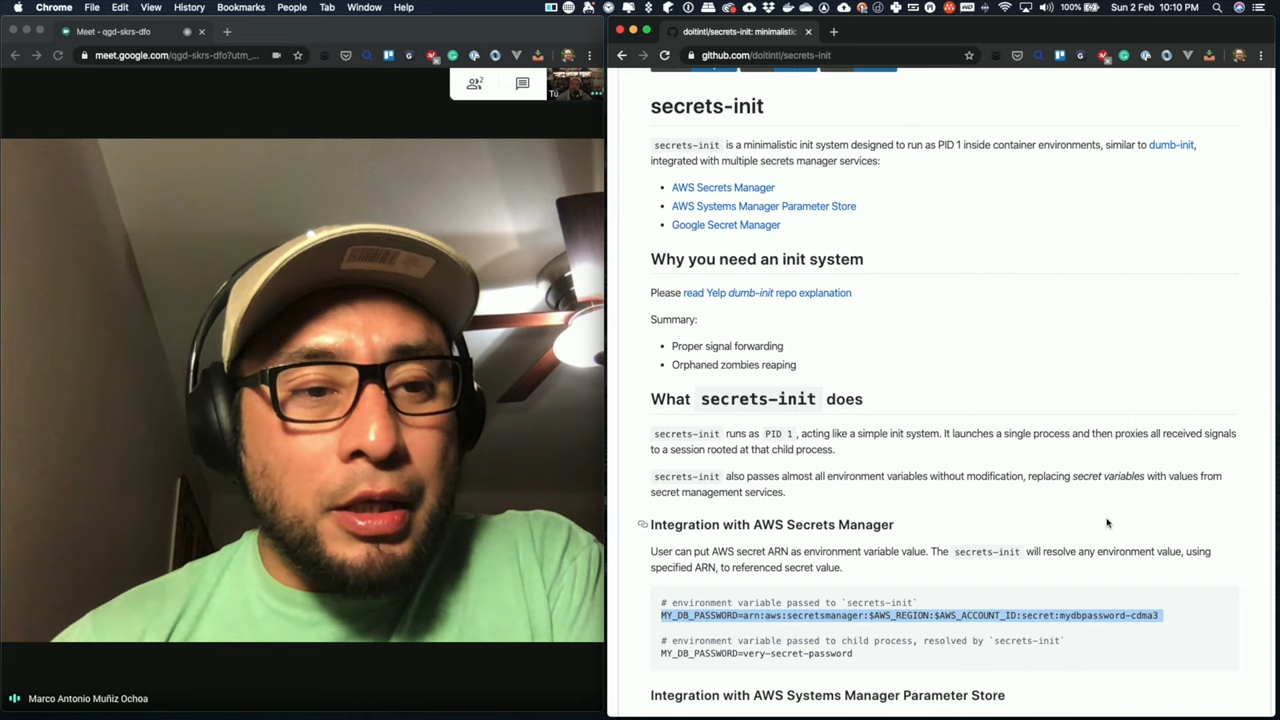 Chrome File Edit View History Bookmarks People Tab Window Help
100% Sun 2 Feb 10:10 PM
Meet - qgd-skrs-dfo
meet.google.com/qgd-skrs-dfo?utm_
2
Tú
Marco Antonio Muñiz Ochoa
doitintl/secrets-init: minimalistic
github.com/doitintl/secrets-init
secrets-init
secrets-init is a minimalistic init system designed to run as PID 1 inside container environments, similar to dumb-init,
integrated with multiple secrets manager services:
AWS Secrets Manager
AWS Systems Manager Parameter Store
Google Secret Manager
Why you need an init system
Please read Yelp dumb-init repo explanation
Summary:
Proper signal forwarding
Orphaned zombies reaping
What secrets-init does
secrets-init runs as PID 1 , acting like a simple init system. It launches a single process and then proxies all received signals
to a session rooted at that child process.
secrets-init also passes almost all environment variables without modification, replacing secret variables with values from
secret management services.
Integration with AWS Secrets Manager
User can put AWS secret ARN as environment variable value. The secrets-init will resolve any environment value, using
specified ARN, to referenced secret value.
# environment variable passed to `secrets-init`
MY_DB_PASSWORD=arn:aws:secretsmanager:$AWS_REGION:$AWS_ACCOUNT_ID:secret:mydbpassword-cdma3
# environment variable passed to child process, resolved by `secrets-init`
MY_DB_PASSWORD=very-secret-password
Integration with AWS Systems Manager Parameter Store